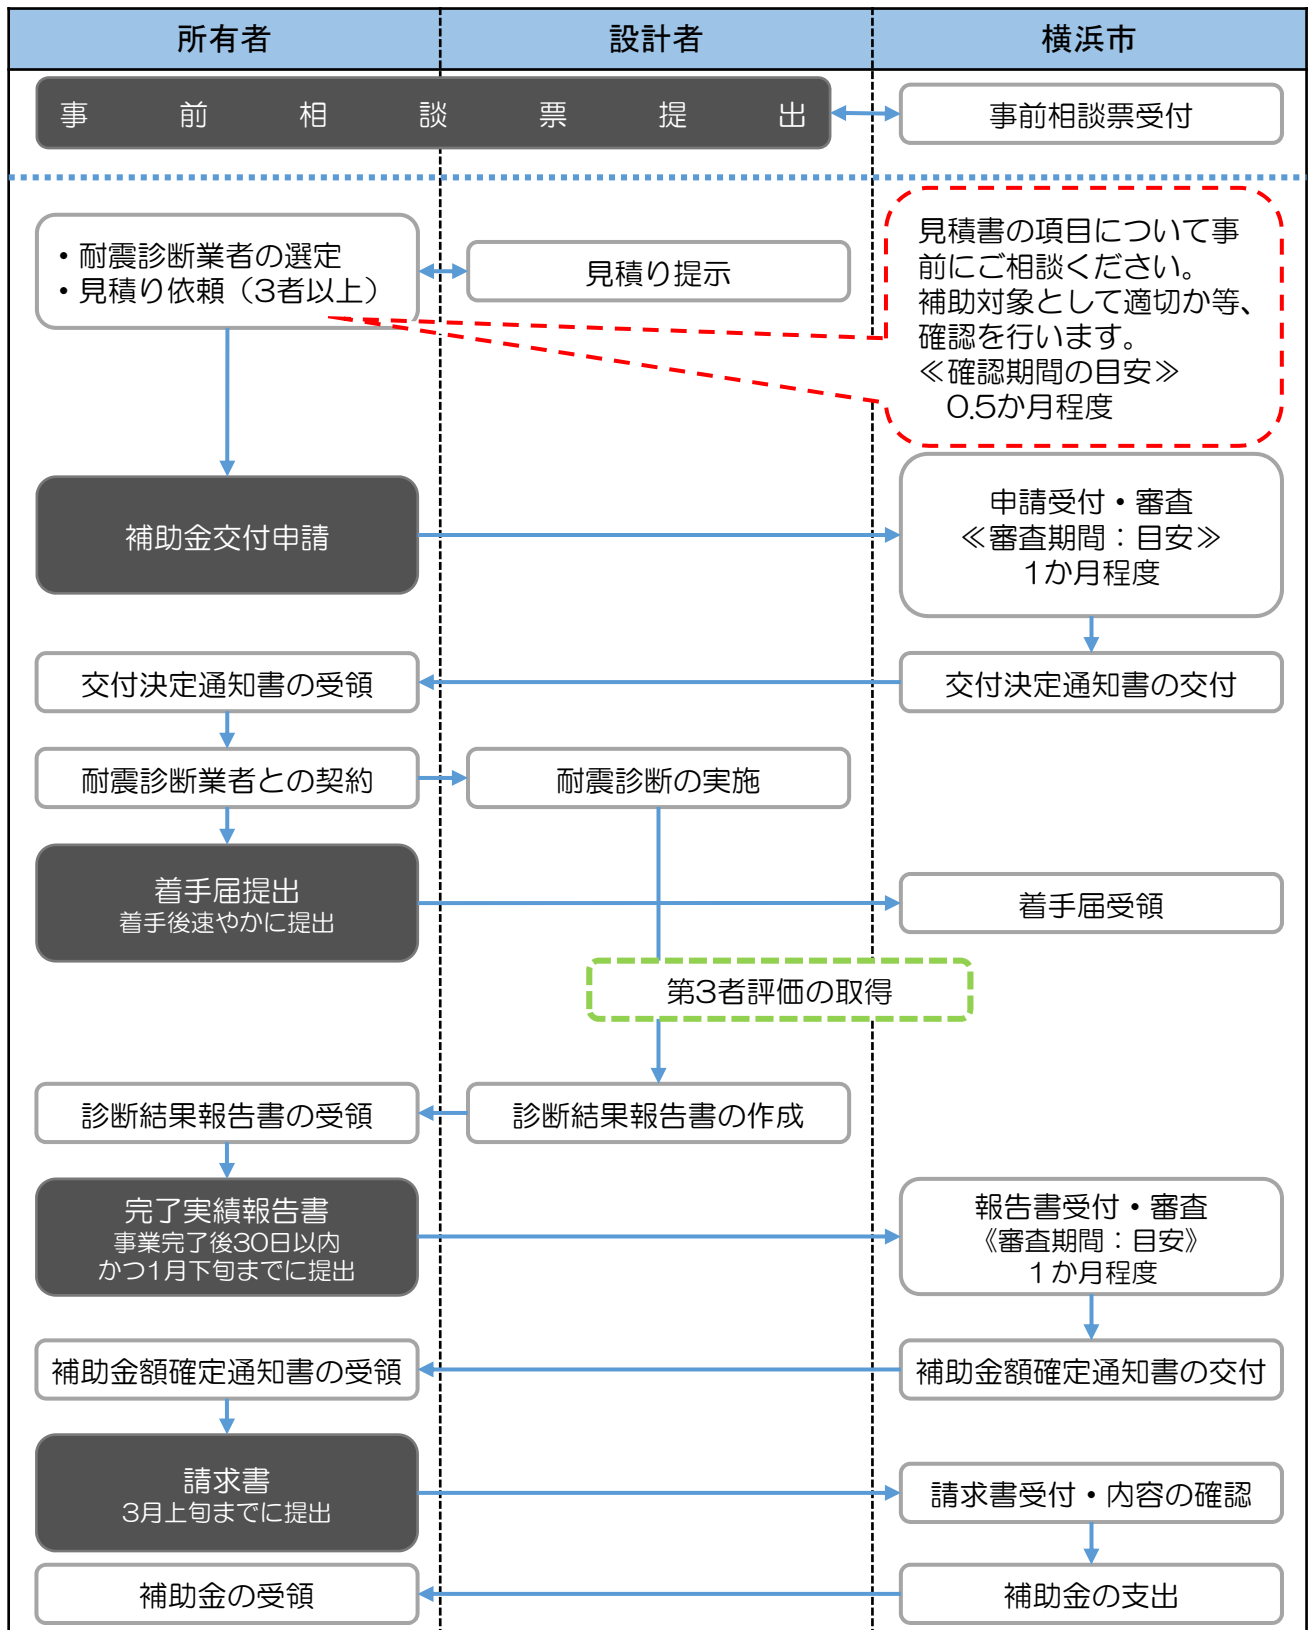 所有者
設計者
横浜市
事前相談票提出
事前相談票受付
・耐震診断業者の選定
・見積り依頼（3者以上）
見積り提示
見積書の項目について事
前にご相談ください。
補助対象として適切か等、
確認を行います。
≪確認期間の目安≫
0.5か月程度
補助金交付申請
申請受付・審査
≪審査期間：目安≫
1か月程度
交付決定通知書の受領
交付決定通知書の交付
耐震診断業者との契約
耐震診断の実施
着手届提出
着手後速やかに提出
着手届受領
第3者評価の取得
診断結果報告書の受領
診断結果報告書の作成
完了実績報告書
事業完了後30日以内
かつ1月下旬までに提出
報告書受付・審査
《審査期間：目安》
１か月程度
補助金額確定通知書の受領
補助金額確定通知書の交付
請求書
3月上旬までに提出
請求書受付・内容の確認
補助金の受領
補助金の支出